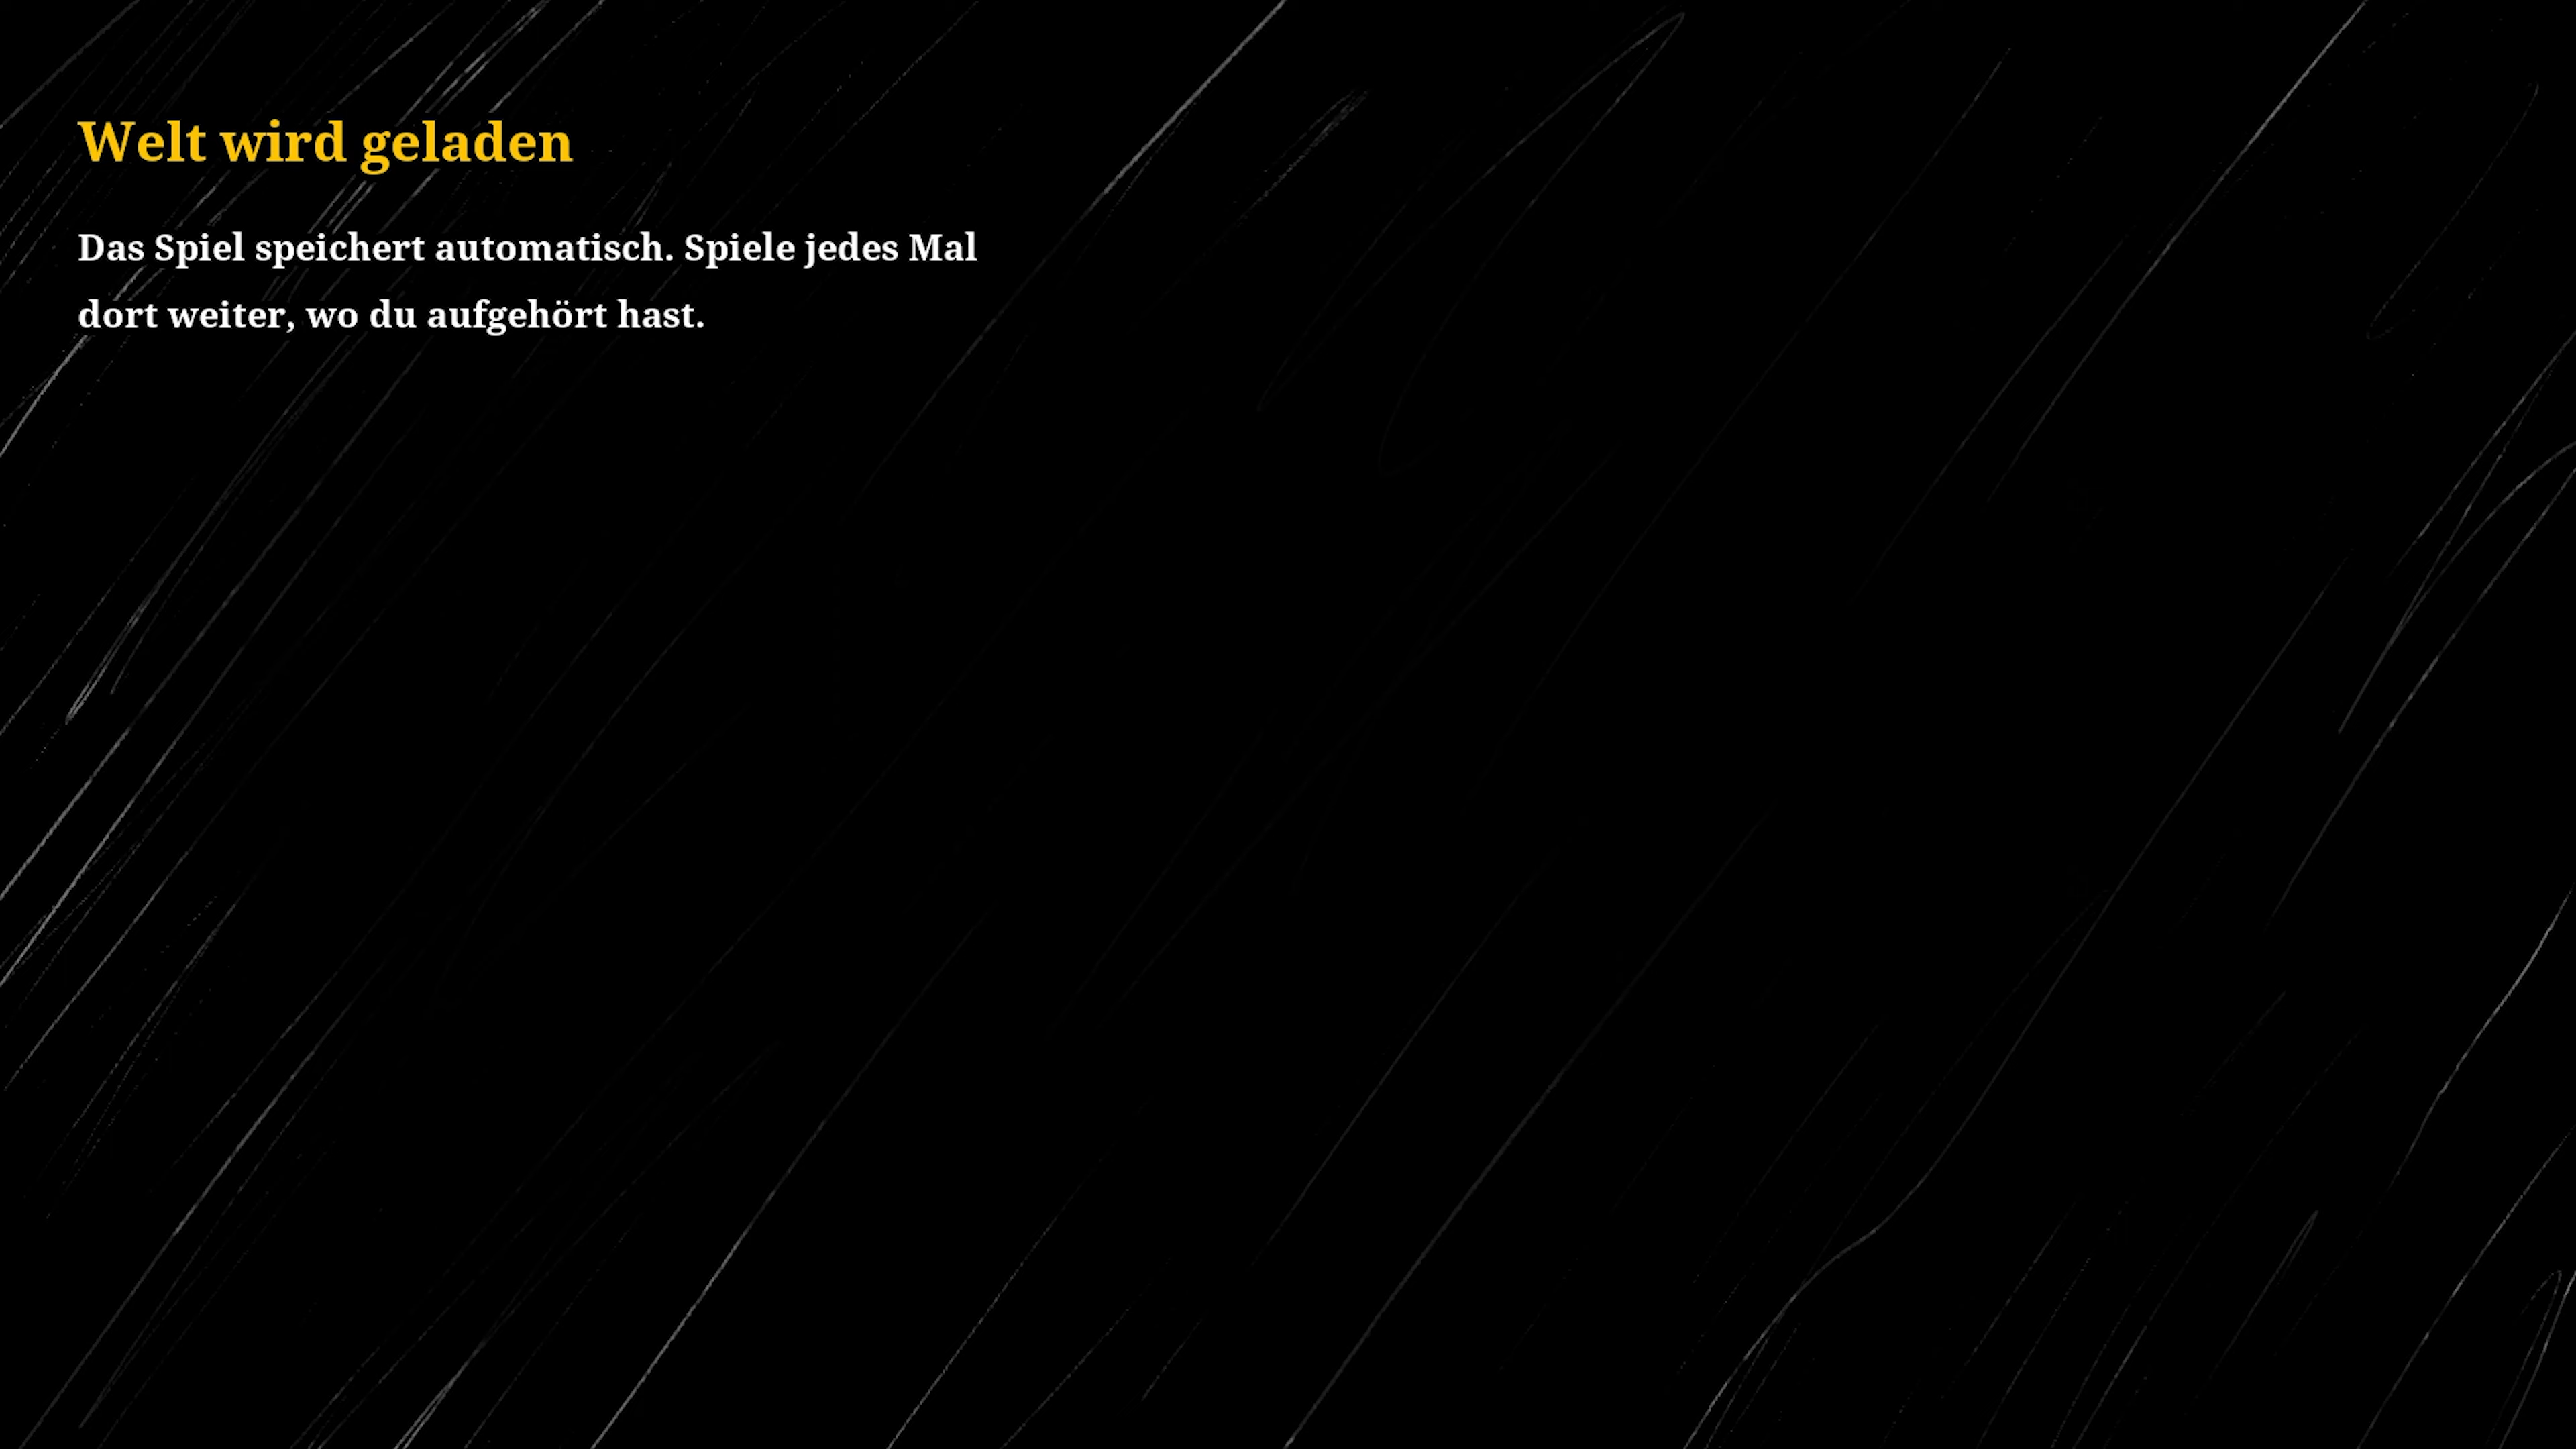 Welt wird geladen
Das Spiel speichert automatisch. Spiele jedes Mal
dort weiter, wo du aufgehört hast.